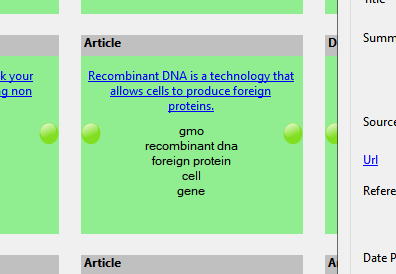 Title
Summ
Article
D
k your
ng non
Recombinant DNA is a technology that
allows cells to produce foreign
proteins.
gmo
recombinant dna
foreign protein
cell
gene
Source
Url
Refere
Date P
Article
A